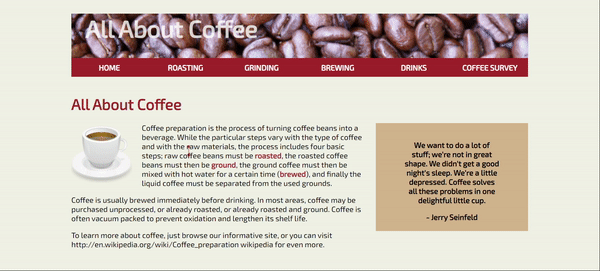 All About Coffee
HOME ROASTING GRINDING BREWING DRINKS COFFEE SURVEY
All About Coffee
Coffee preparation is the process of turning coffee beans into a
beverage. While the particular steps vary with the type of coffee
and with the raw materials, the process includes four basic
steps; raw coffee beans must be roasted, the roasted coffee
beans must then be ground, the ground coffee must then be
mixed with hot water for a certain time (brewed), and finally the
liquid coffee must be separated from the used grounds.
Coffee is usually brewed immediately before drinking. In most areas, coffee may be
purchased unprocessed, or already roasted, or already roasted and ground. Coffee is
often vacuum packed to prevent oxidation and lengthen its shelf life.
To learn more about coffee, just browse our informative site, or you can visit
http://en.wikipedia.org/wiki/Coffee_preparation wikipedia for even more.
We want to do a lot of
stuff; we're not in great
shape. We didn't get a good
night's sleep. We're a little
depressed. Coffee solves
all these problems in one
delightful little cup.
- Jerry Seinfeld